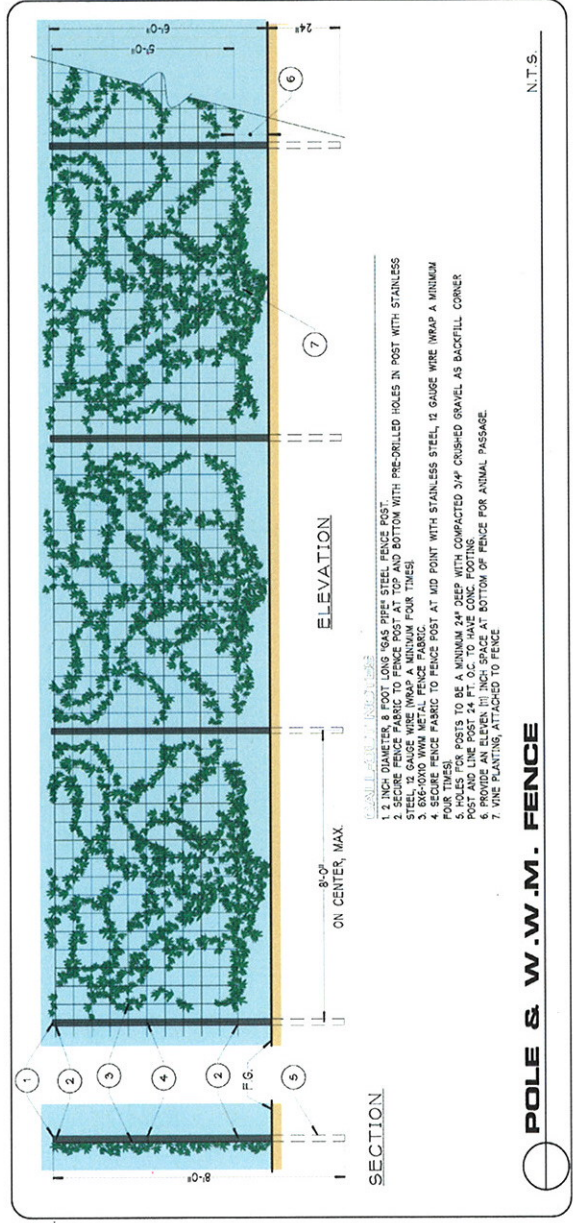 6'-0"
5'-0"
24"
6
7
ELEVATION
8'-0"
ON CENTER, MAX.
1
2
3
4
2
F.G.
5
8'-0"
SECTION
1. 2 INCH DIAMETER, 8 FOOT LONG "GAS PIPE" STEEL FENCE POST.
2. SECURE FENCE FABRIC TO FENCE POST AT TOP AND BOTTOM WITH PRE-DRILLED HOLES IN POST WITH STAINLESS
STEEL, 12 GAUGE WIRE (WRAP A MINIMUM FOUR TIMES).
3. 6X6-10X10 WWM METAL FENCE FABRIC.
4. SECURE FENCE FABRIC TO FENCE POST AT MID POINT WITH STAINLESS STEEL, 12 GAUGE WIRE (WRAP A MINIMUM
FOUR TIMES).
5. HOLES FOR POSTS TO BE A MINIMUM 24" DEEP WITH COMPACTED 3/4" CRUSHED GRAVEL AS BACKFILL. CORNER
POST AND LINE POST 24 FT. O.C. TO HAVE CONC. FOOTING.
6. PROVIDE AN ELEVEN (11) INCH SPACE AT BOTTOM OF FENCE FOR ANIMAL PASSAGE.
7. VINE PLANTING, ATTACHED TO FENCE
POLE & W.W.M. FENCE
N.T.S.